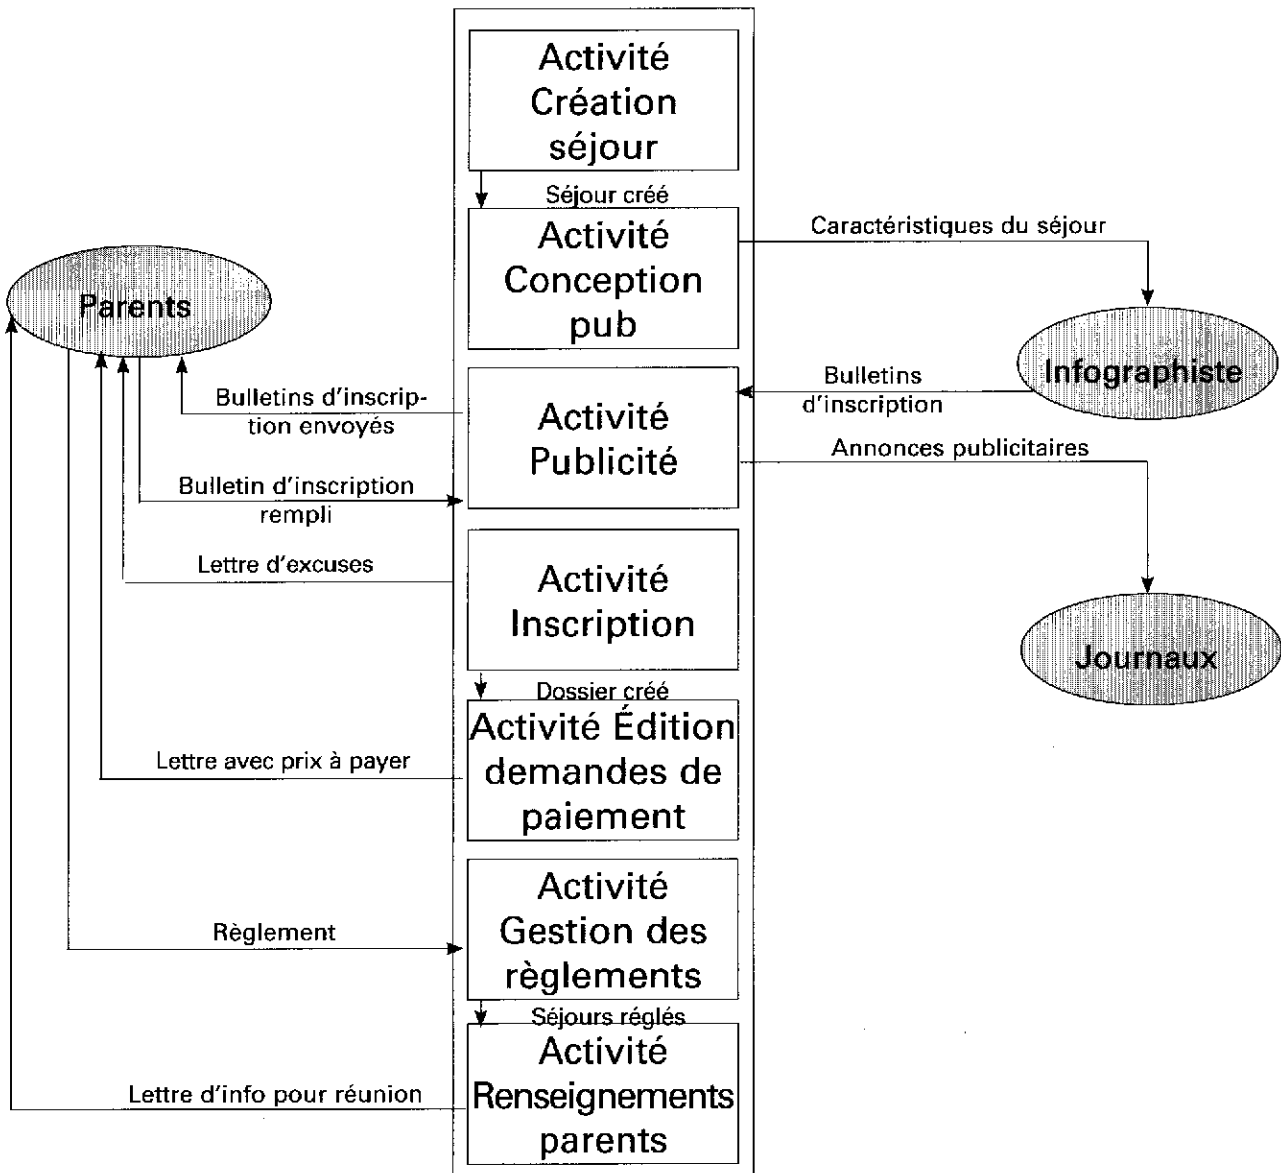 Activité
Création
séjour
Séjour créé
Activité
Conception
pub
Caractéristiques du séjour
Parents
Infographiste
Bulletins
d'inscription
Bulletins d'inscrip-
tion envoyés
Activité
Publicité
Annonces publicitaires
Bulletin d'inscription
rempli
Lettre d'excuses
Activité
Inscription
Journaux
Dossier créé
Activité Édition
demandes de
paiement
Lettre avec prix à payer
Activité
Gestion des
règlements
Règlement
Séjours réglés
Activité
Renseignements
parents
Lettre d'info pour réunion